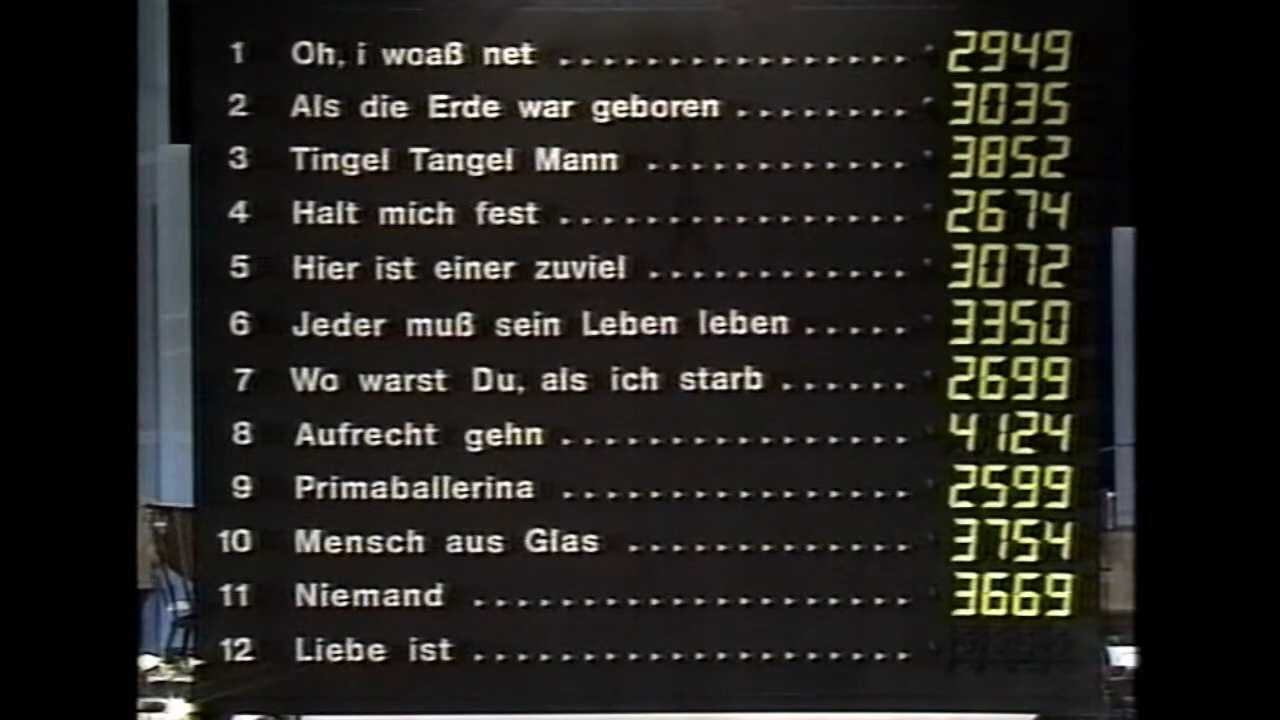 1 Oh, i woaß net ................ 2949
2 Als die Erde war geboren ........ 3035
3 Tingel Tangel Mann ............ 3852
4 Halt mich fest ................ 2674
5 Hier ist einer zuviel ............ 3072
6 Jeder muß sein Leben leben ..... 3350
7 Wo warst Du, als ich starb ...... 2699
8 Aufrecht gehn ................ 4124
9 Primaballerina ................ 2599
10 Mensch aus Glas ............. 3754
11 Niemand .................... 3669
12 Liebe ist ....................